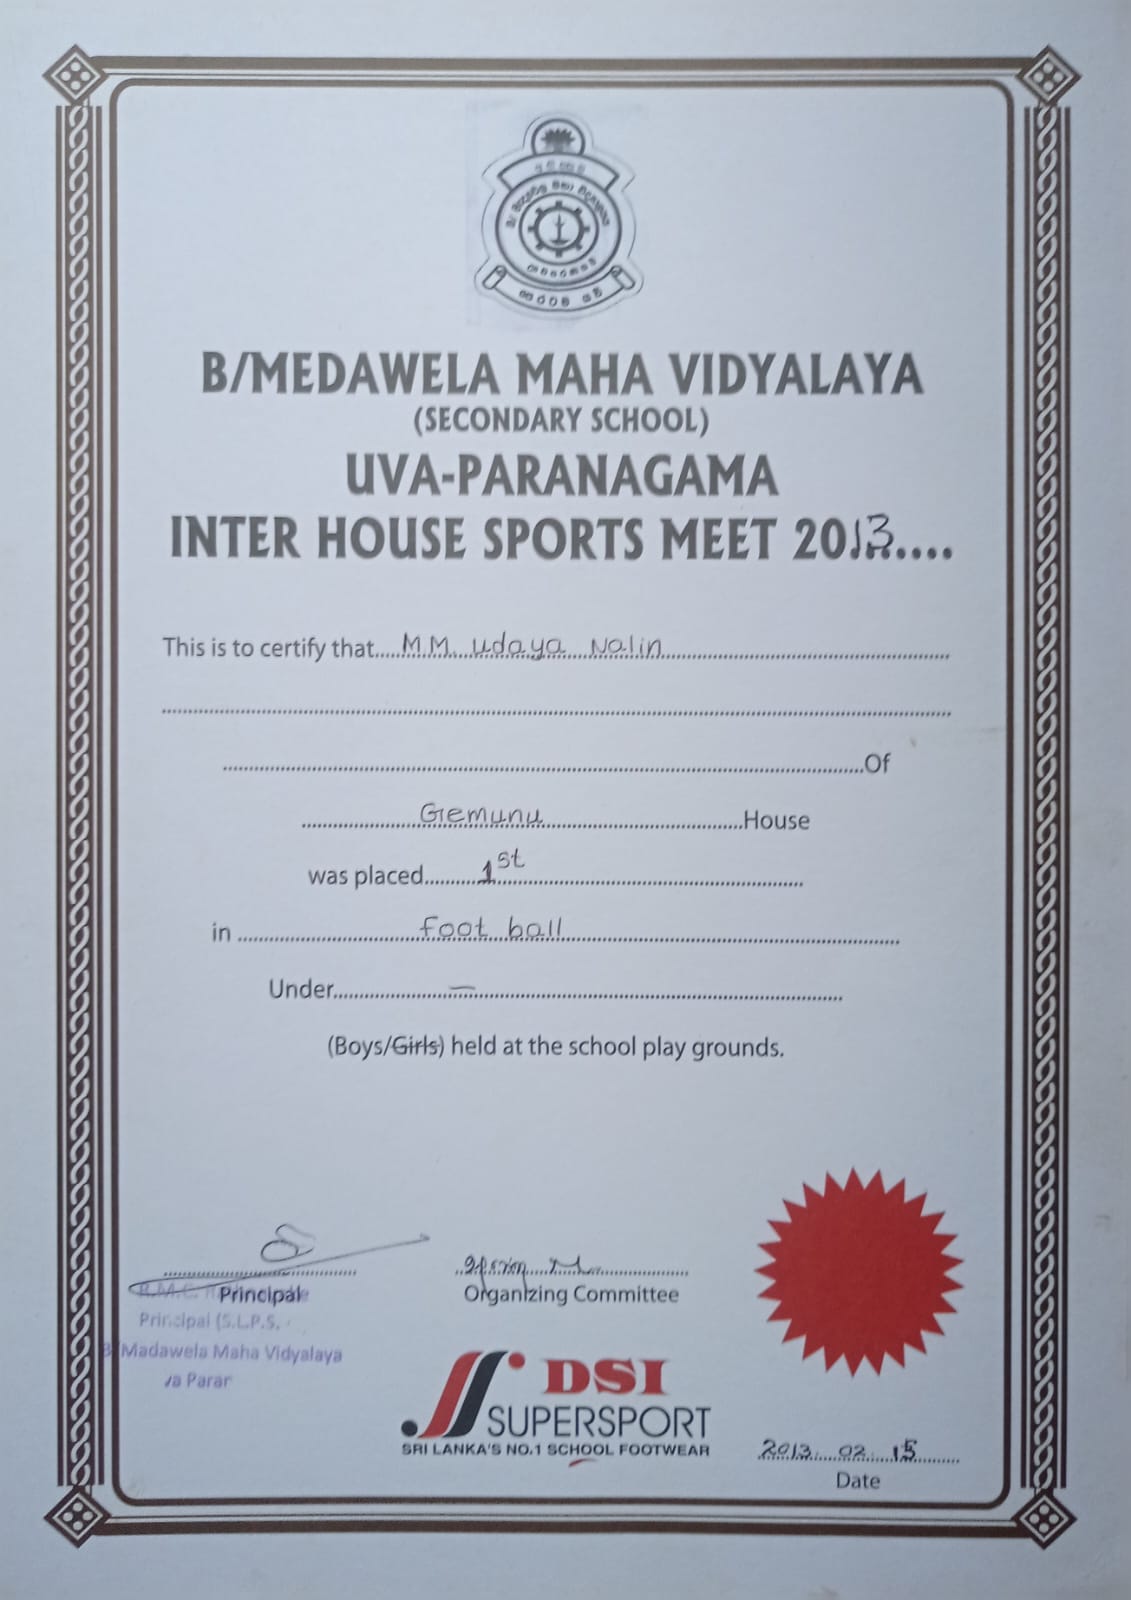 B/MEDAWELA MAHA VIDYALAYA
(SECONDARY SCHOOL)
UVA-PARANAGAMA
INTER HOUSE SPORTS MEET 2013
This is to certify that M.M. Udaya Nalin
Of
Gemunu House
was placed 1st
in foot ball
Under –
(Boys/Girls) held at the school play grounds.
Principal
Organizing Committee
Principal (S.L.P.S.
B/Madawela Maha Vidyalaya
va Paran
DSI
SUPERSPORT
SRI LANKA'S NO.1 SCHOOL FOOTWEAR
2013.02.15
Date